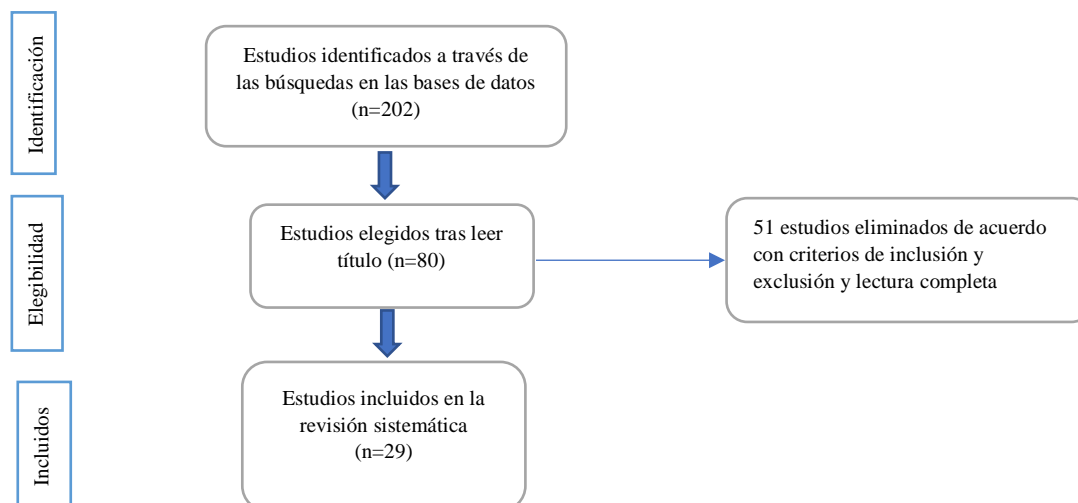 Identificación
Estudios identificados a través de
las búsquedas en las bases de datos
(n=202)
Elegibilidad
Estudios elegidos tras leer
título (n=80)
51 estudios eliminados de acuerdo
con criterios de inclusión y
exclusión y lectura completa
Incluidos
Estudios incluidos en la
revisión sistemática
(n=29)